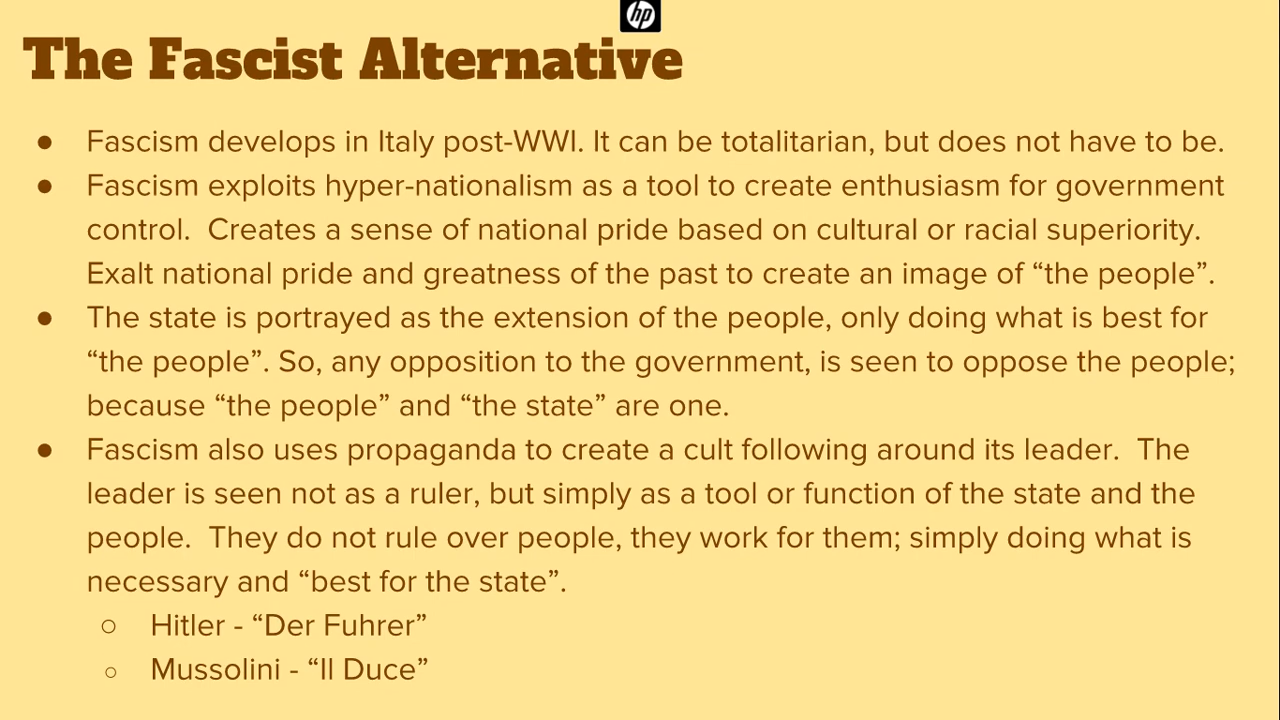 hp
The Fascist Alternative
● Fascism develops in Italy post-WWI. It can be totalitarian, but does not have to be.
● Fascism exploits hyper-nationalism as a tool to create enthusiasm for government
control.  Creates a sense of national pride based on cultural or racial superiority.
Exalt national pride and greatness of the past to create an image of “the people”.
● The state is portrayed as the extension of the people, only doing what is best for
“the people”. So, any opposition to the government, is seen to oppose the people;
because “the people” and “the state” are one.
● Fascism also uses propaganda to create a cult following around its leader.  The
leader is seen not as a ruler, but simply as a tool or function of the state and the
people.  They do not rule over people, they work for them; simply doing what is
necessary and “best for the state”.
○ Hitler - “Der Fuhrer”
○ Mussolini - “Il Duce”